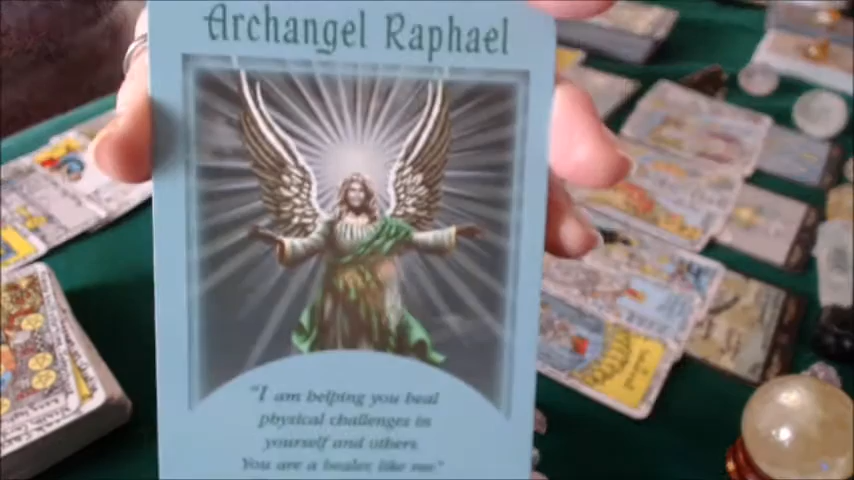 Archangel Raphael
"I am helping you heal
physical challenges in
yourself and others.
You are a healer, like me."